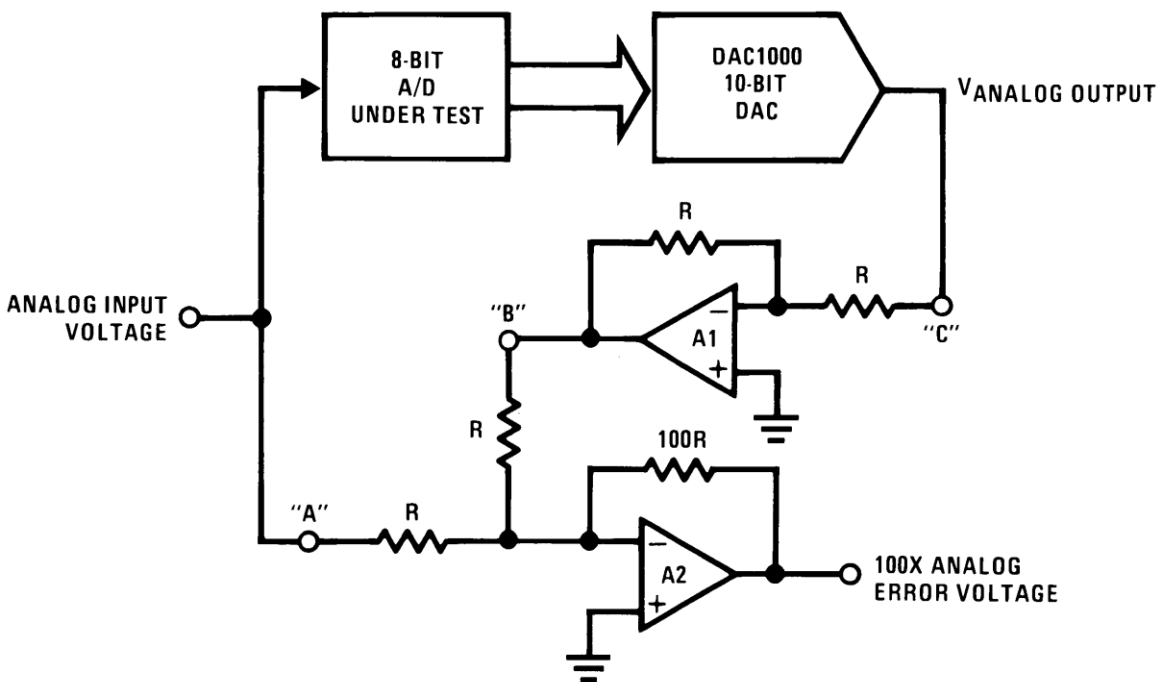 8-BIT
A/D
UNDER TEST
DAC1000
10-BIT
DAC
VANALOG OUTPUT
R
R
ANALOG INPUT
VOLTAGE
"B"
−
A1
+
"C"
R
100R
"A"
R
−
A2
+
100X ANALOG
ERROR VOLTAGE